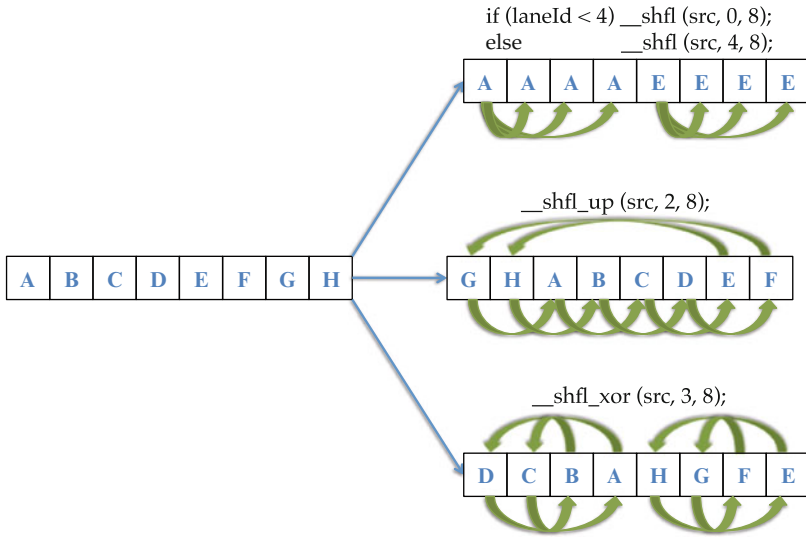 if (laneId < 4) __shfl (src, 0, 8);
else __shfl (src, 4, 8);
A A A A E E E E
__shfl_up (src, 2, 8);
A B C D E F G H
G H A B C D E F
__shfl_xor (src, 3, 8);
D C B A H G F E